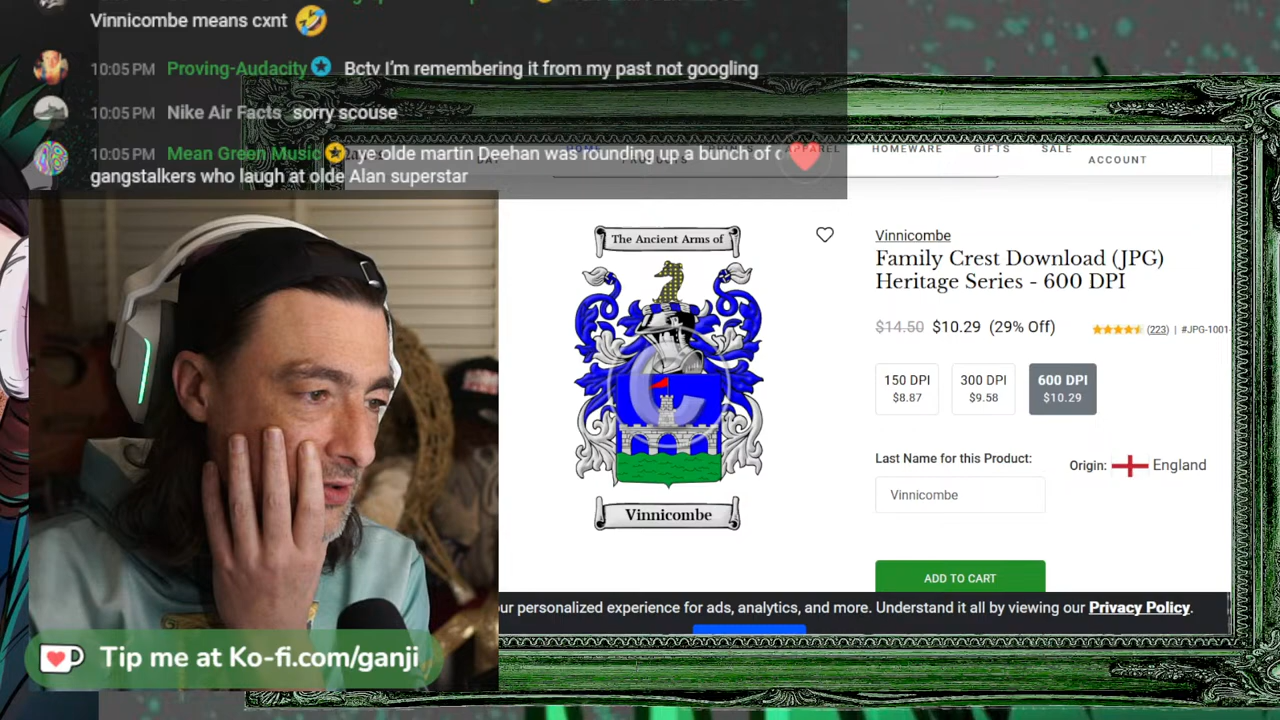 Vinnicombe means cxnt 🤣
10:05 PM Proving-Audacity Bctv I'm remembering it from my past not googling
10:05 PM Nike Air Facts sorry scouse
10:05 PM Mean Green Music ye olde martin Deehan was rounding up a bunch of
gangstalkers who laugh at olde Alan superstar
HOMEWARE GIFTS SALE
ACCOUNT
The Ancient Arms of
Vinnicombe
Vinnicombe
Family Crest Download (JPG)
Heritage Series - 600 DPI
$14.50 $10.29 (29% Off) (223) | #JPG-1001-
150 DPI 300 DPI 600 DPI
$8.87 $9.58 $10.29
Last Name for this Product: Origin: England
Vinnicombe
ADD TO CART
ur personalized experience for ads, analytics, and more. Understand it all by viewing our Privacy Policy.
Tip me at Ko-fi.com/ganji